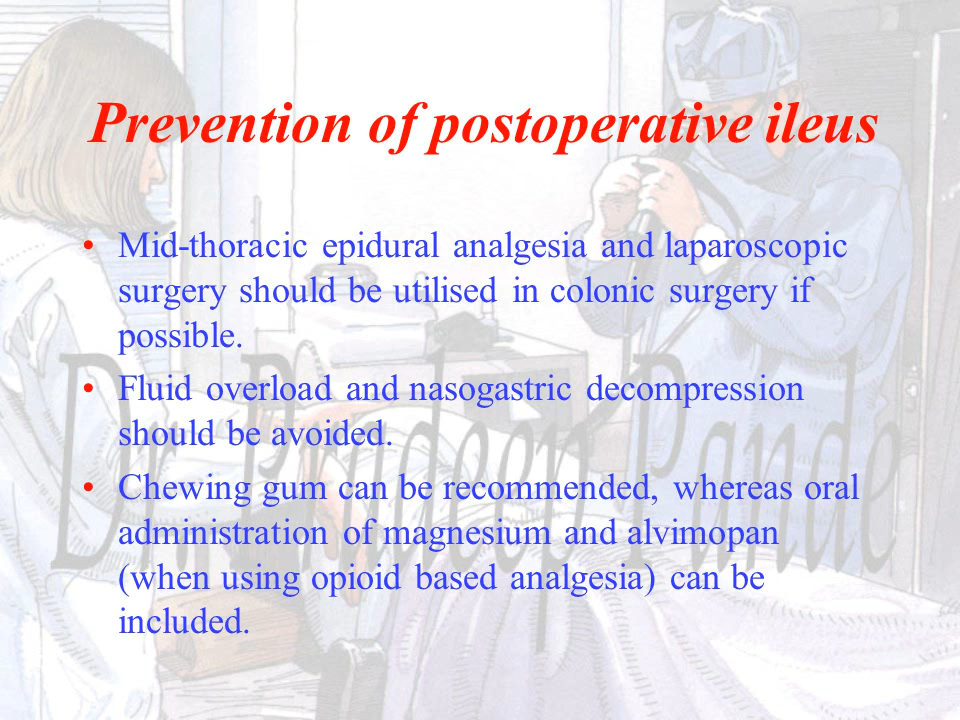 Prevention of postoperative ileus
• Mid-thoracic epidural analgesia and laparoscopic
surgery should be utilised in colonic surgery if
possible.
• Fluid overload and nasogastric decompression
should be avoided.
• Chewing gum can be recommended, whereas oral
administration of magnesium and alvimopan
(when using opioid based analgesia) can be
included.
Dr. Pradeep Pande